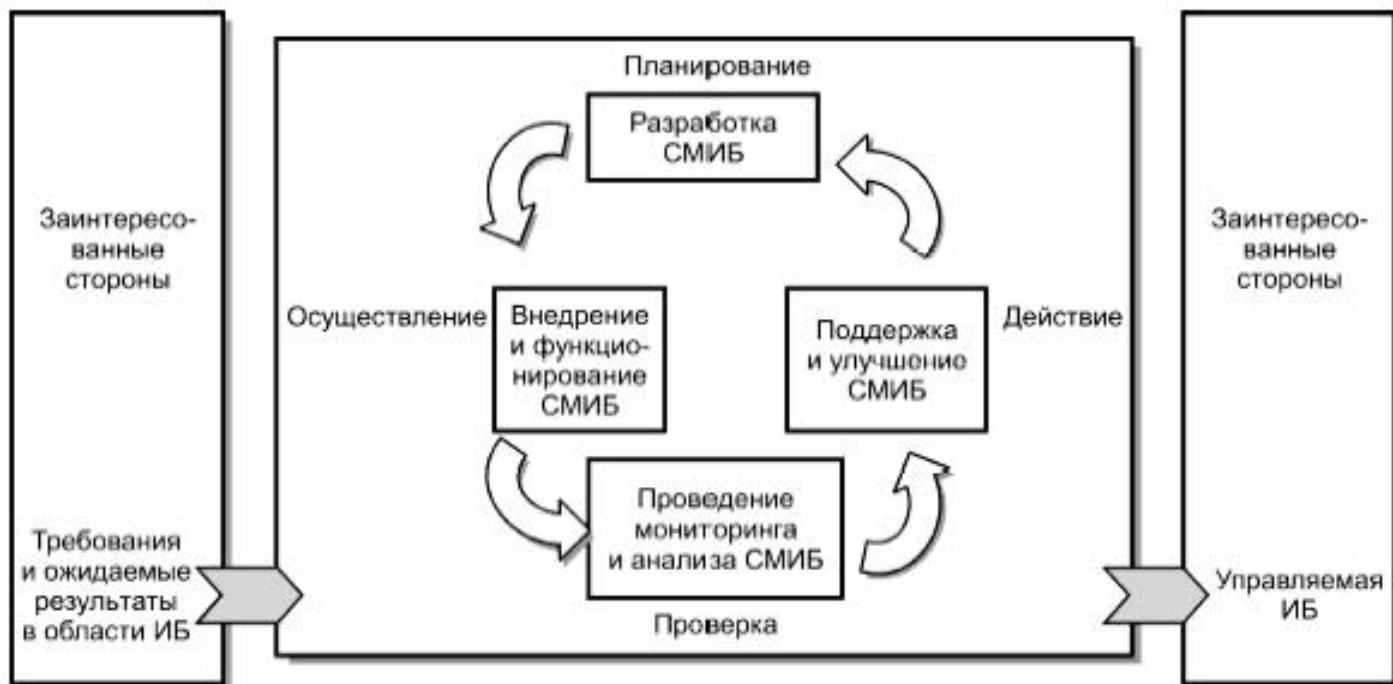 Заинтересо-
ванные
стороны
Требования
и ожидаемые
результаты
в области ИБ
Планирование
Разработка
СМИБ
Осуществление
Внедрение
и функцио-
нирование
СМИБ
Поддержка
и улучшение
СМИБ
Действие
Проведение
мониторинга
и анализа СМИБ
Проверка
Заинтересо-
ванные
стороны
Управляемая
ИБ